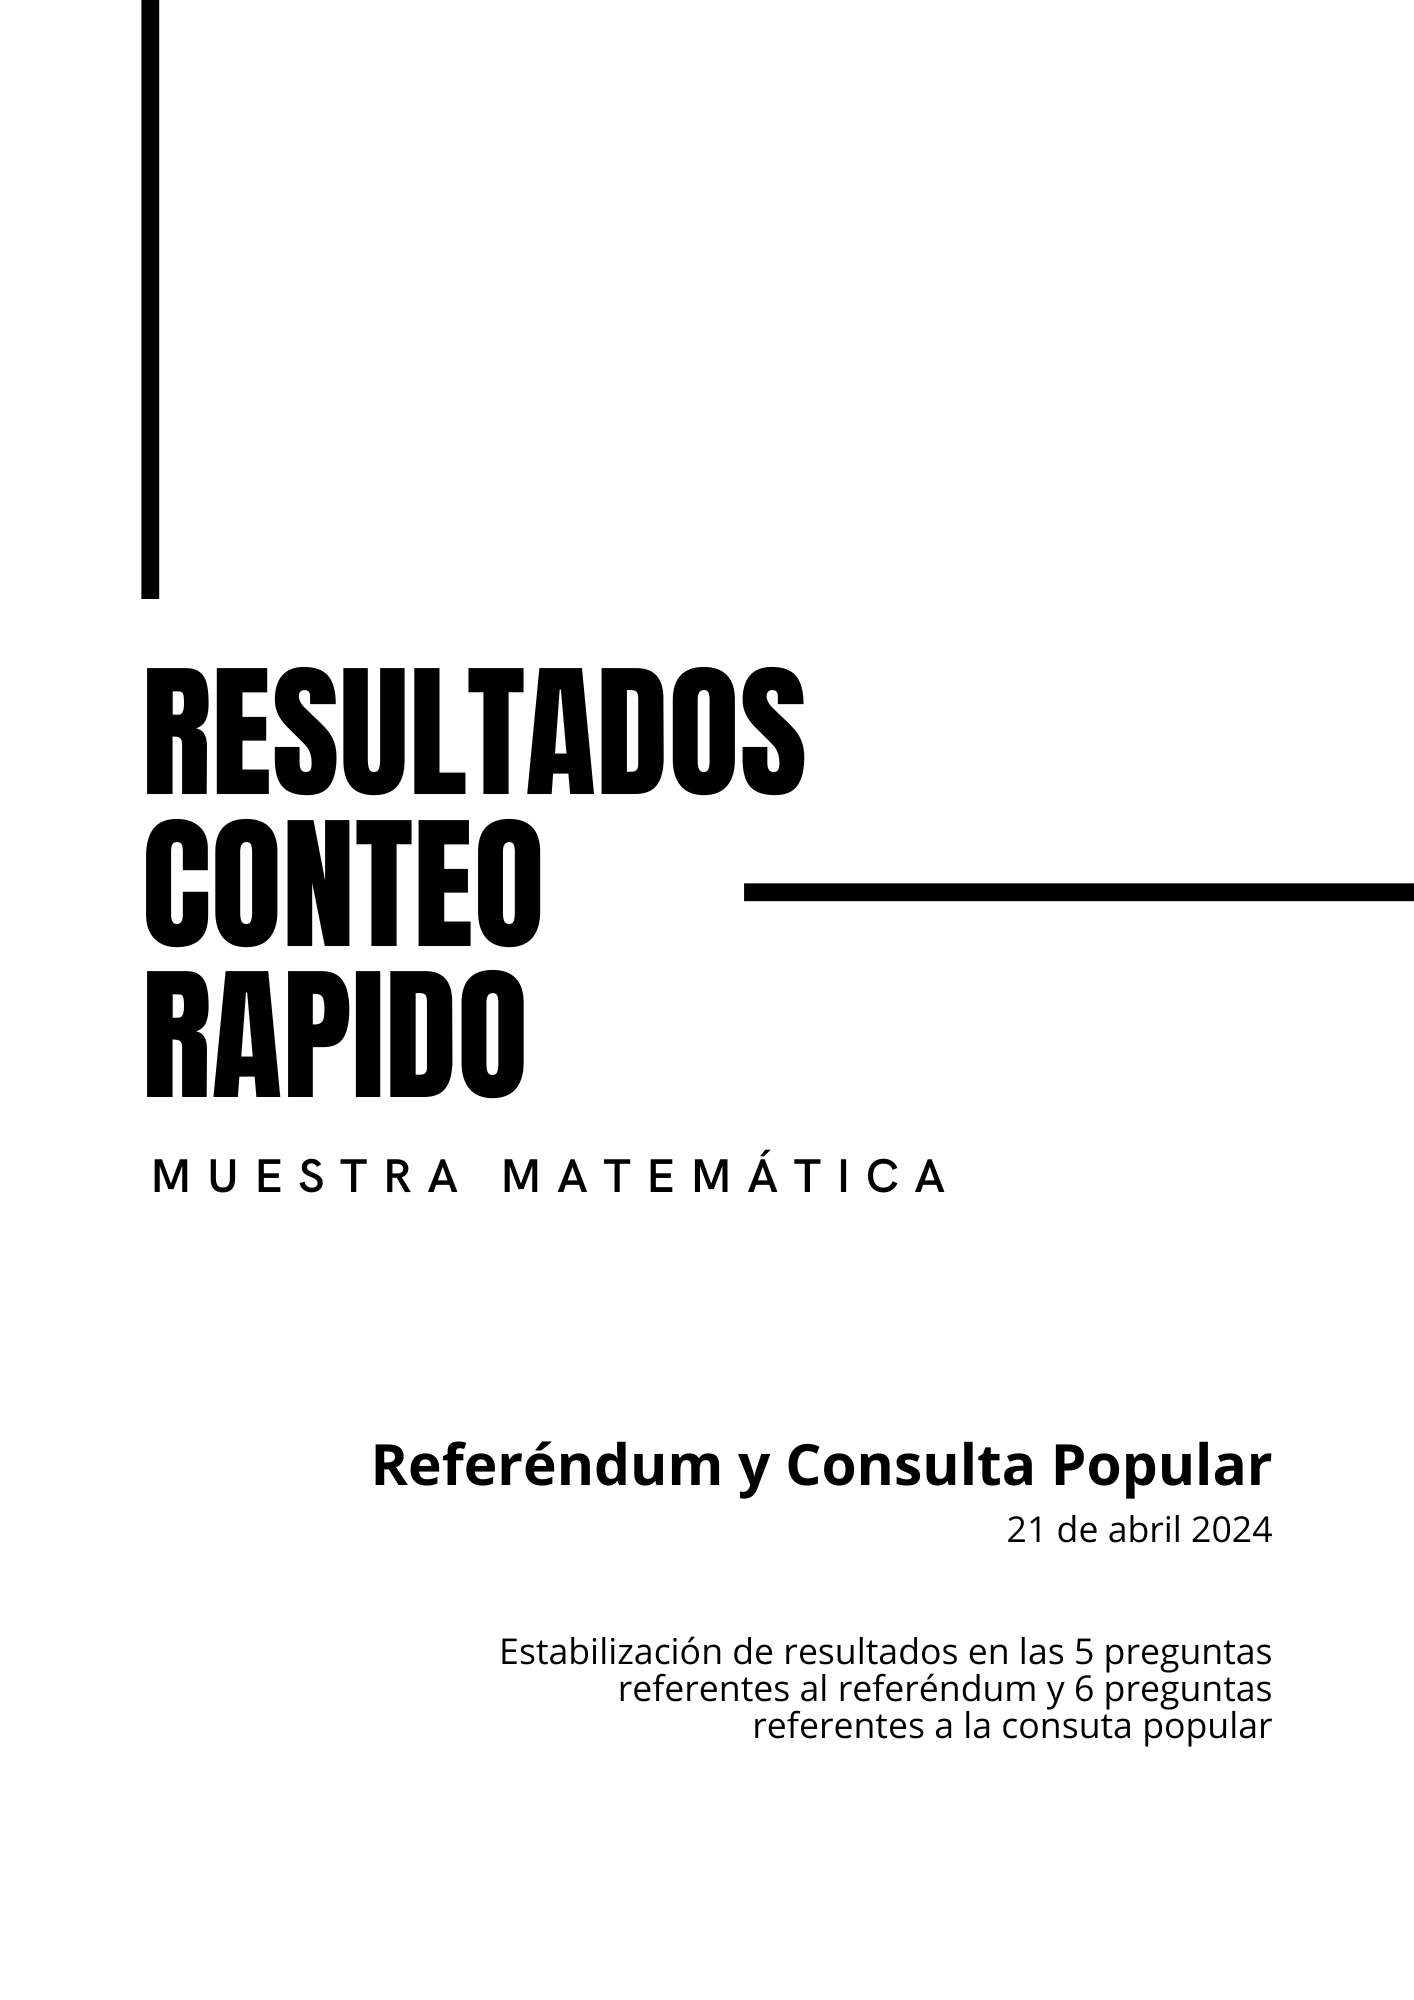 RESULTADOS
CONTEO
RAPIDO
MUESTRA MATEMÁTICA
Referéndum y Consulta Popular
21 de abril 2024
Estabilización de resultados en las 5 preguntas
referentes al referéndum y 6 preguntas
referentes a la consuta popular